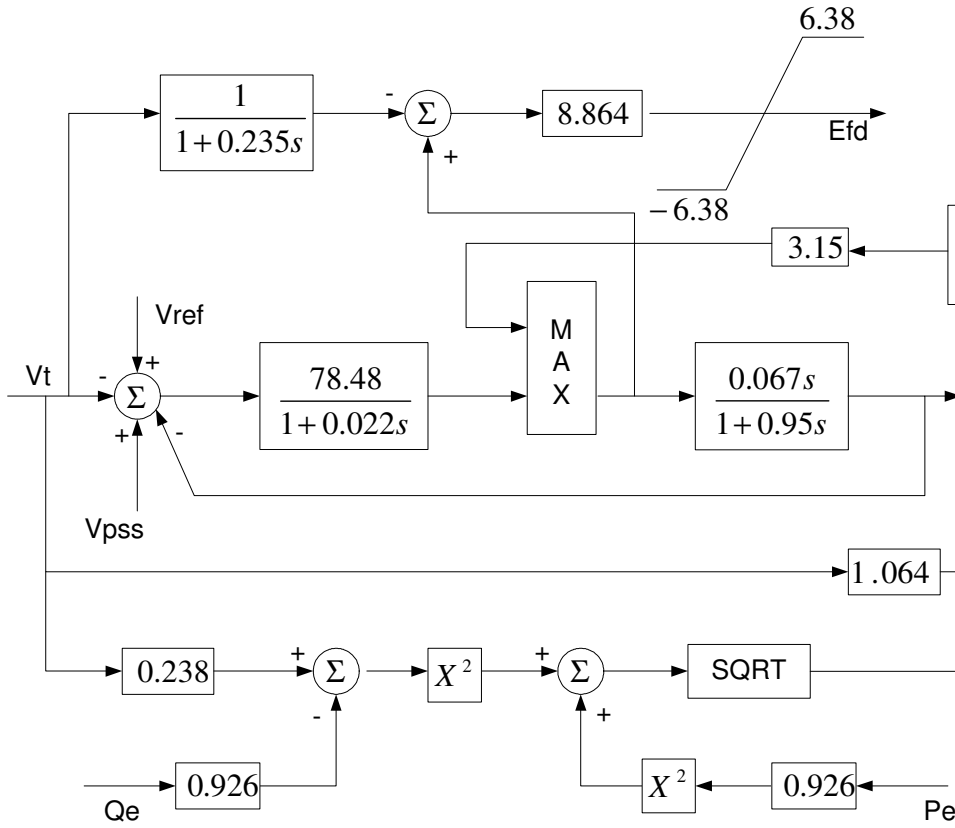 6.38
1
1+0.235s
-
Σ
+
8.864
Efd
−6.38
3.15
Vref
M
A
X
Vt
-
+
Σ
+
-
78.48
1+0.022s
0.067s
1+0.95s
Vpss
1.064
0.238
+
Σ
-
X²
+
Σ
+
SQRT
Qe
0.926
X²
0.926
Pe